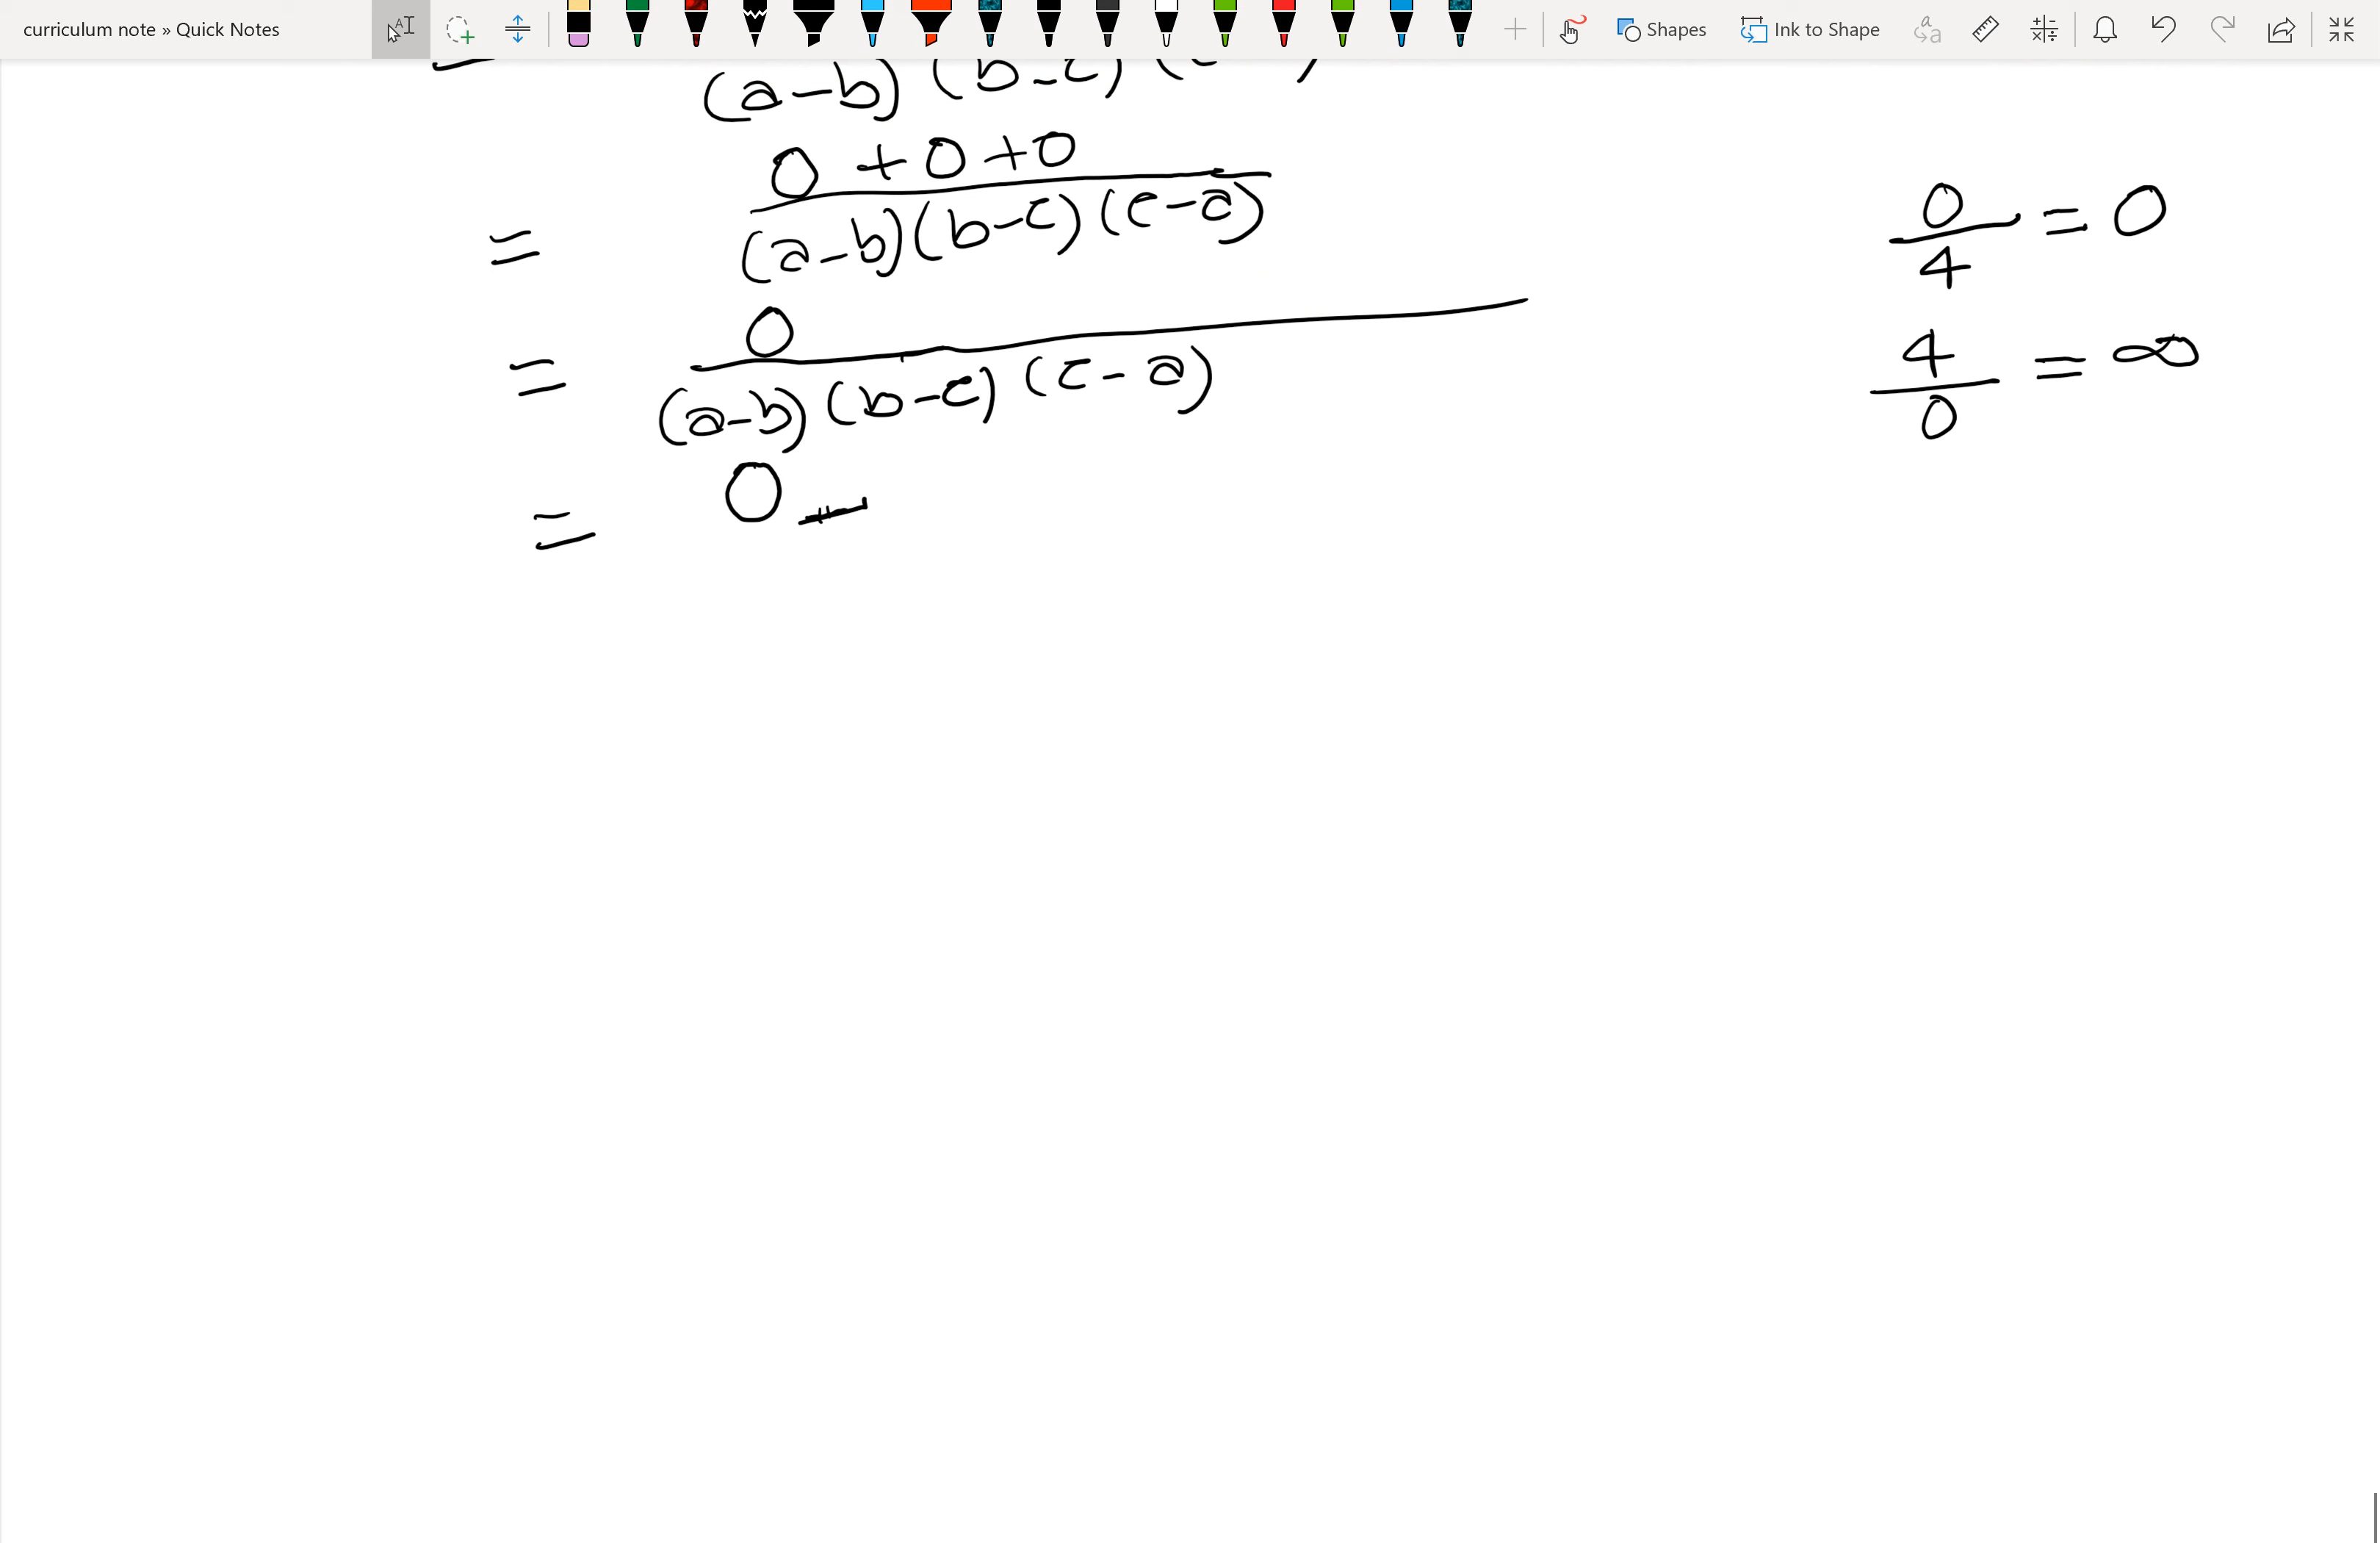 curriculum note » Quick Notes
Shapes
Ink to Shape
(a-b) (b-c)
0 + 0 + 0
= (a-b)(b-c)(c-a)
0
= (a-b)(b-c)(c-a)
= 0
0/4 = 0
4/0 = ∞